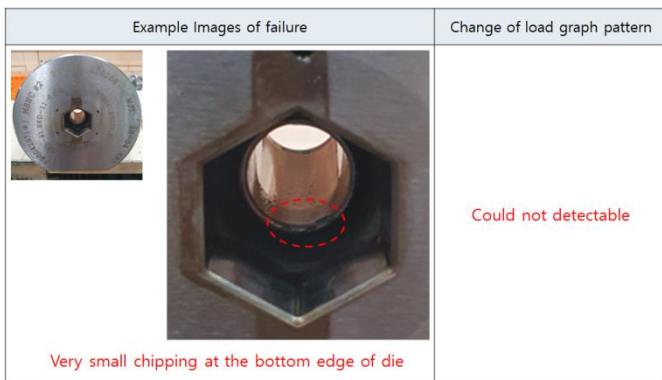 Example Images of failure
Change of load graph pattern
Could not detectable
Very small chipping at the bottom edge of die